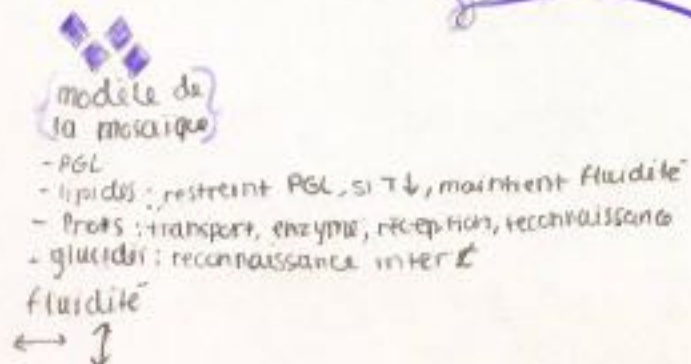 modèle de
la mosaïque
- PGL
- lipides : restreint PGL, si T↓, maintient fluidité
- Prots : transport, enzyme, réception, reconnaissance
- glucides : reconnaissance inter ¢
fluidité
↔ ↕